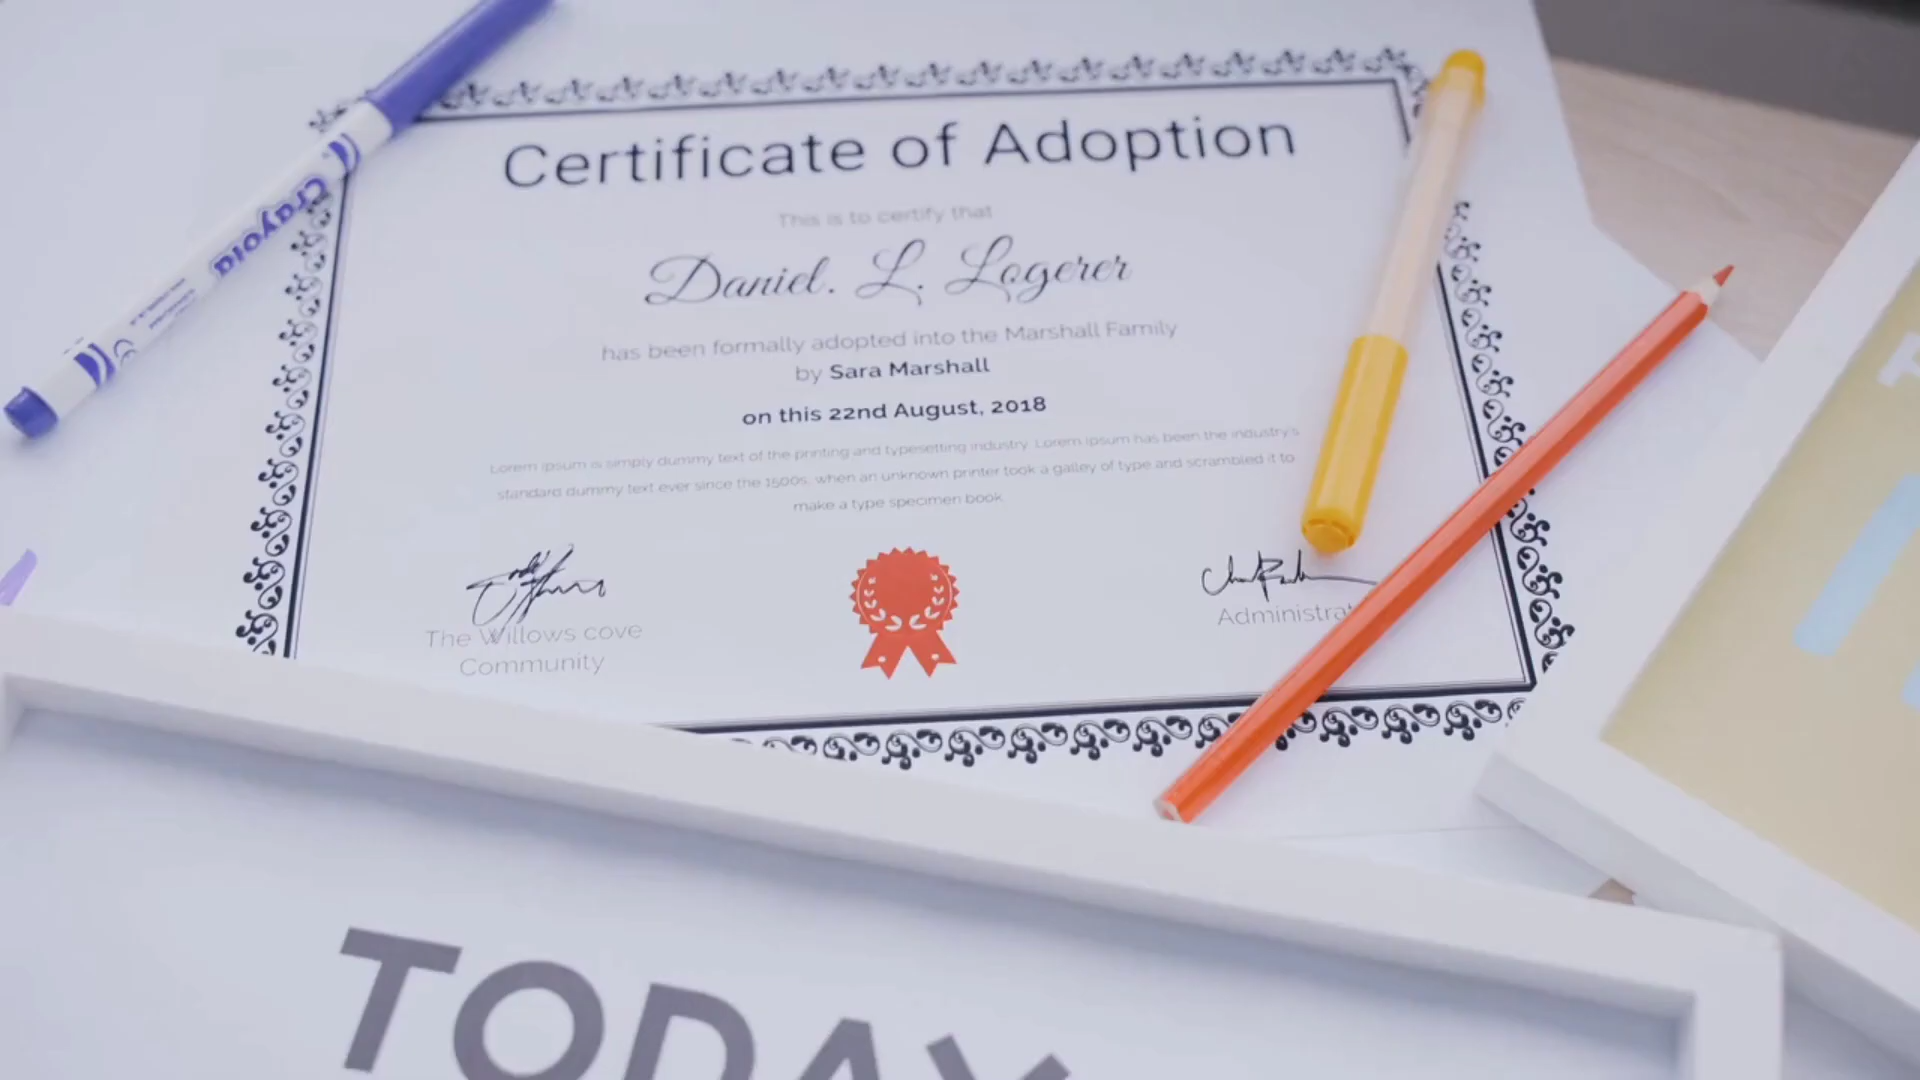 Certificate of Adoption
This is to certify that
Daniel. L. Logerer
has been formally adopted into the Marshall Family
by Sara Marshall
on this 22nd August, 2018
Lorem Ipsum is simply dummy text of the printing and typesetting industry. Lorem Ipsum has been the industry's
standard dummy text ever since the 1500s, when an unknown printer took a galley of type and scrambled it to
make a type specimen book.
The Willows cove
Community
Administrat
Crayola
TODAY